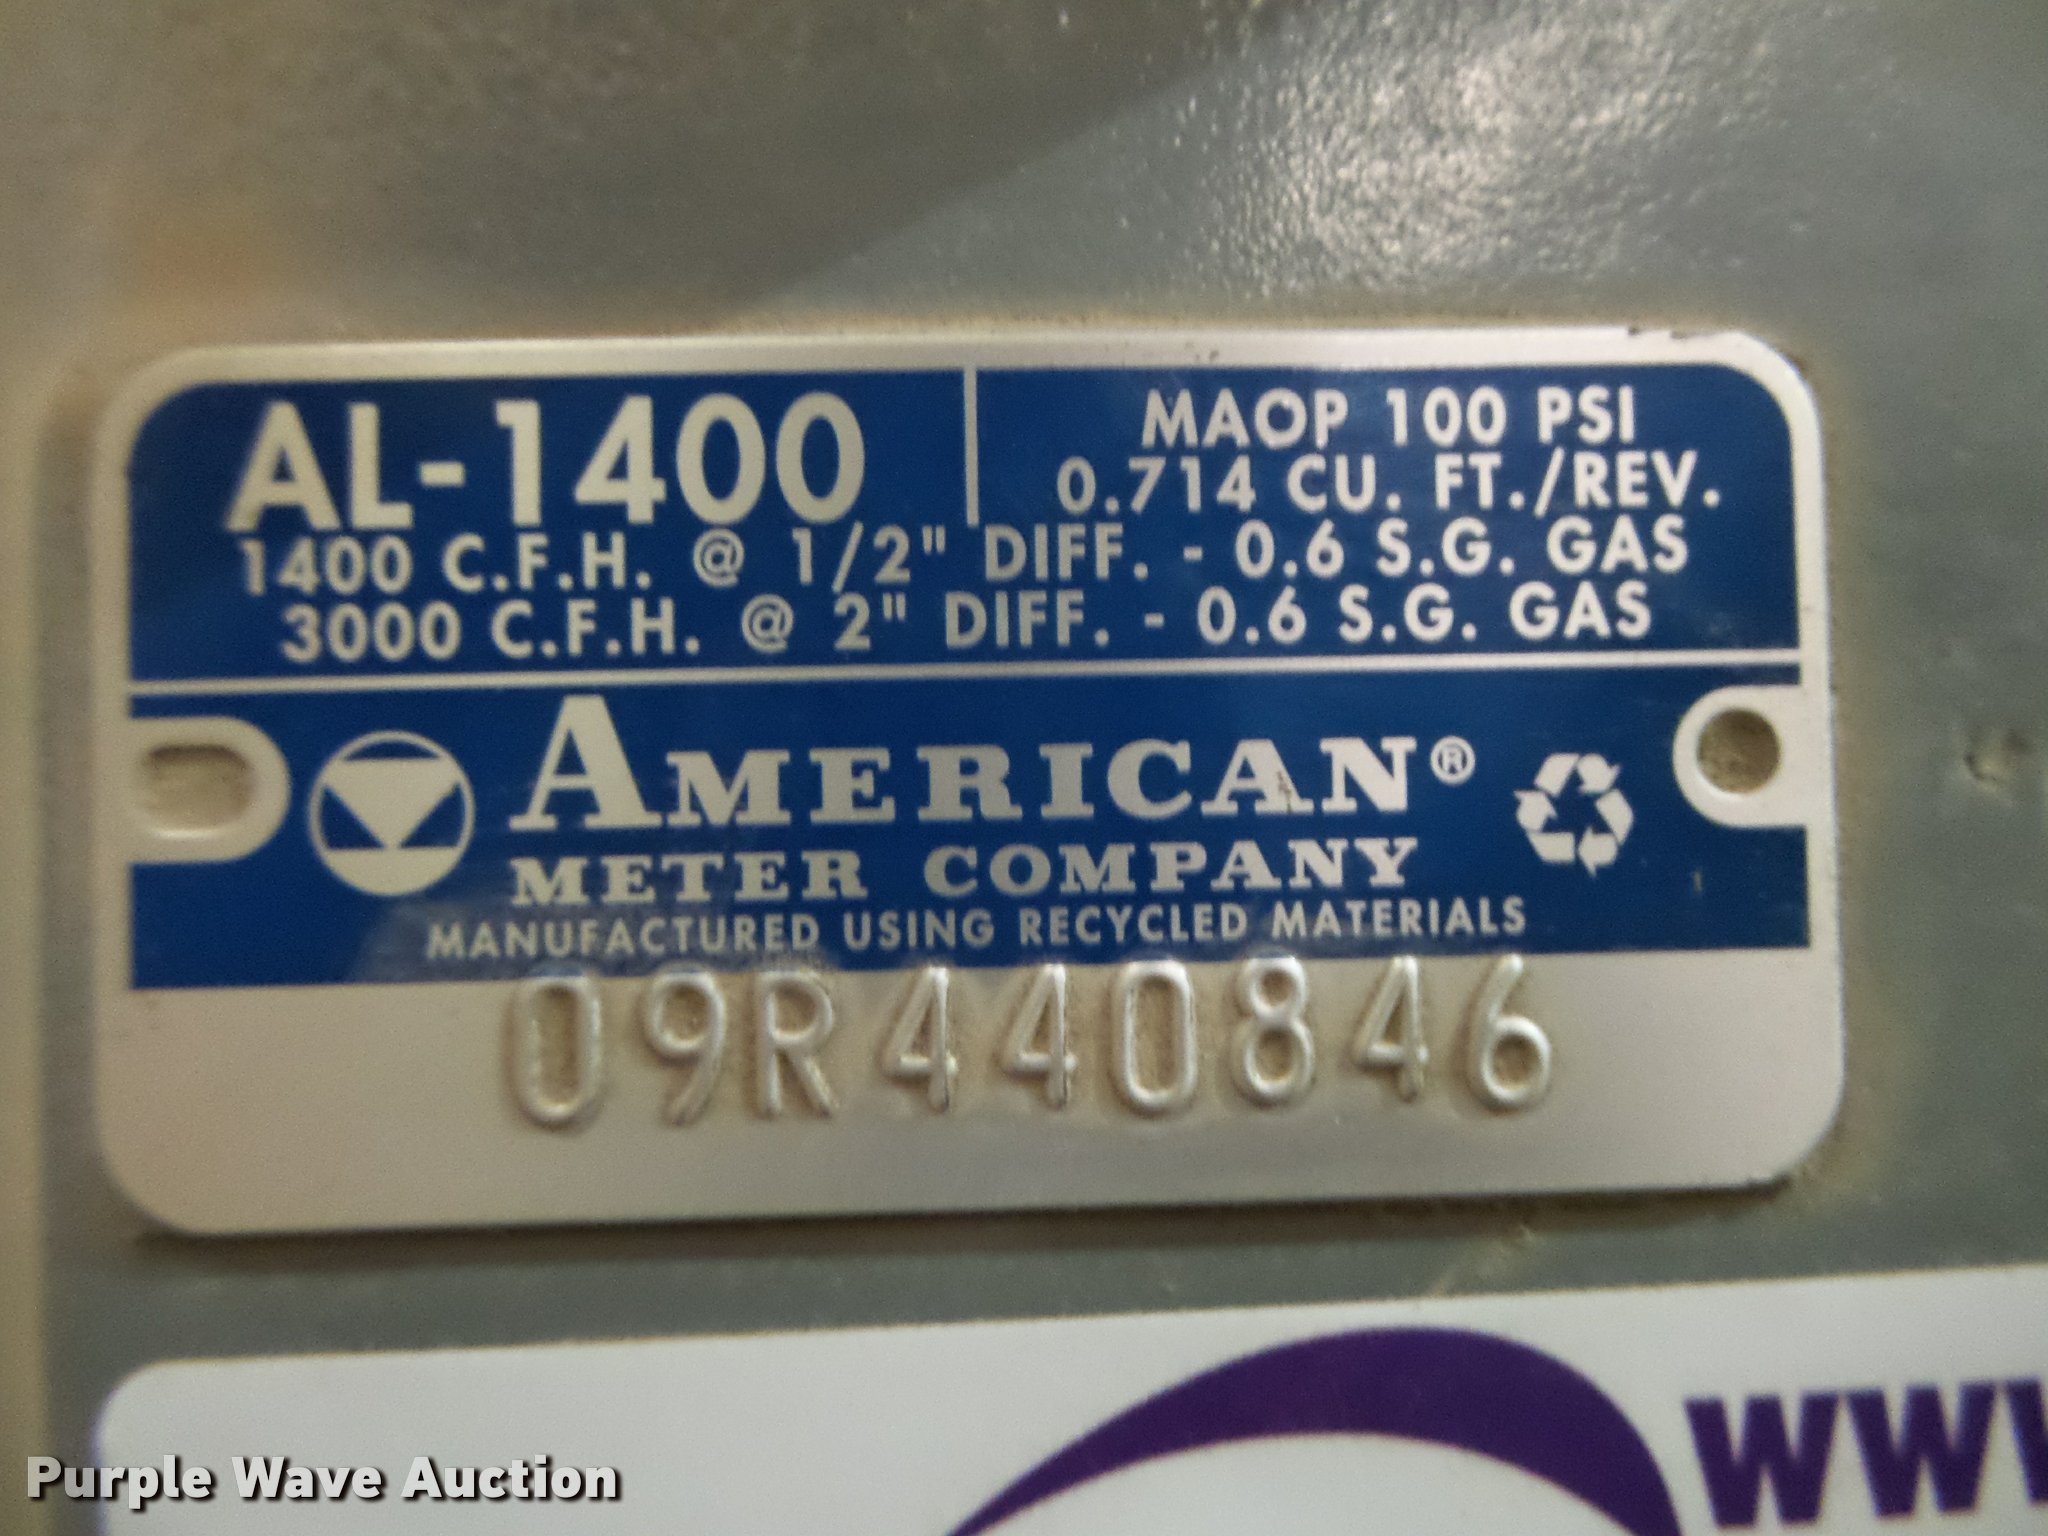 AL-1400
MAOP 100 PSI
0.714 CU. FT./REV.
1400 C.F.H. @ 1/2" DIFF. - 0.6 S.G. GAS
3000 C.F.H. @ 2" DIFF. - 0.6 S.G. GAS
AMERICAN®
METER COMPANY
MANUFACTURED USING RECYCLED MATERIALS
09R440846
www
Purple Wave Auction